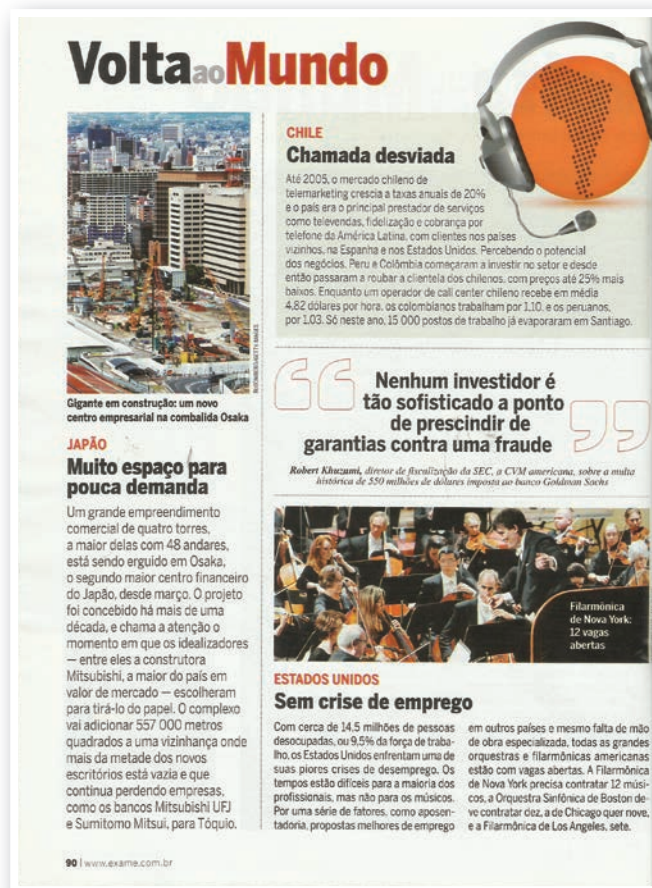 Volta ao Mundo
BLOOMBERG/GETTY IMAGES
Gigante em construção: um novo
centro empresarial na combalida Osaka
JAPÃO
Muito espaço para
pouca demanda
Um grande empreendimento
comercial de quatro torres,
a maior delas com 48 andares,
está sendo erguido em Osaka,
o segundo maior centro financeiro
do Japão, desde março. O projeto
foi concebido há mais de uma
década, e chama a atenção o
momento em que os idealizadores
— entre eles a construtora
Mitsubishi, a maior do país em
valor de mercado — escolheram
para tirá-lo do papel. O complexo
vai adicionar 557 000 metros
quadrados a uma vizinhança onde
mais da metade dos novos
escritórios está vazia e que
continua perdendo empresas,
como os bancos Mitsubishi UFJ
e Sumitomo Mitsui, para Tóquio.
CHILE
Chamada desviada
Até 2005, o mercado chileno de
telemarketing crescia a taxas anuais de 20%
e o país era o principal prestador de serviços
como televendas, fidelização e cobrança por
telefone da América Latina, com clientes nos países
vizinhos, na Espanha e nos Estados Unidos. Percebendo o potencial
dos negócios, Peru e Colômbia começaram a investir no setor e desde
então passaram a roubar a clientela dos chilenos, com preços até 25% mais
baixos. Enquanto um operador de call center chileno recebe em média
4,82 dólares por hora, os colombianos trabalham por 1,10, e os peruanos,
por 1,03. Só neste ano, 15 000 postos de trabalho já evaporaram em Santiago.
“ Nenhum investidor é
tão sofisticado a ponto
de prescindir de
garantias contra uma fraude ”
Robert Khuzami, diretor de fiscalização da SEC, a CVM americana, sobre a multa
histórica de 550 milhões de dólares imposta ao banco Goldman Sachs
Filarmônica
de Nova York:
12 vagas
abertas
ESTADOS UNIDOS
Sem crise de emprego
Com cerca de 14,5 milhões de pessoas
desocupadas, ou 9,5% da força de traba-
lho, os Estados Unidos enfrentam uma de
suas piores crises de desemprego. Os
tempos estão difíceis para a maioria dos
profissionais, mas não para os músicos.
Por uma série de fatores, como aposen-
tadoria, propostas melhores de emprego
em outros países e mesmo falta de mão
de obra especializada, todas as grandes
orquestras e filarmônicas americanas
estão com vagas abertas. A Filarmônica
de Nova York precisa contratar 12 músi-
cos, a Orquestra Sinfônica de Boston de-
ve contratar dez, a de Chicago quer nove,
e a Filarmônica de Los Angeles, sete.
90 | www.exame.com.br